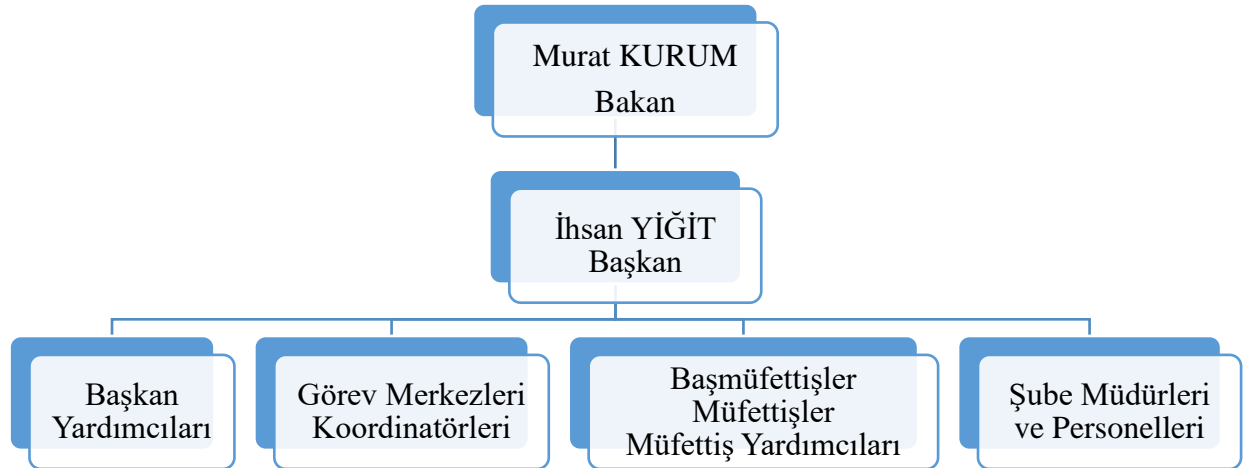 Murat KURUM
Bakan
İhsan YİĞİT
Başkan
Başkan
Yardımcıları
Görev Merkezleri
Koordinatörleri
Başmüfettişler
Müfettişler
Müfettiş Yardımcıları
Şube Müdürleri
ve Personelleri